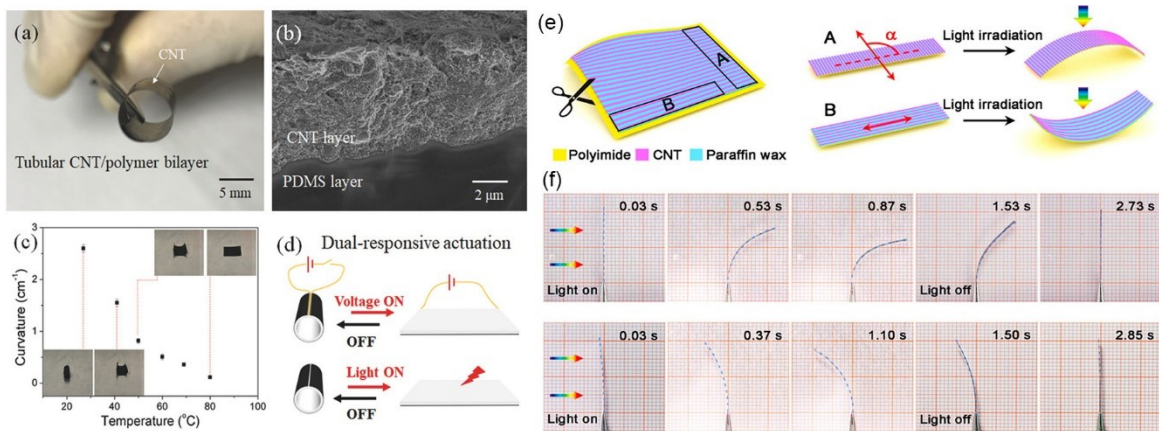 (a)
CNT
Tubular CNT/polymer bilayer
5 mm
(b)
CNT layer
PDMS layer
2 μm
(c)
Curvature (cm⁻¹)
3
2
1
0
20
40
60
80
100
Temperature (°C)
(d)
Dual-responsive actuation
Voltage ON
OFF
Light ON
OFF
(e)
A
B
Polyimide
CNT
Paraffin wax
A
α
Light irradiation
B
Light irradiation
(f)
0.03 s
0.53 s
0.87 s
1.53 s
2.73 s
Light on
Light off
0.03 s
0.37 s
1.10 s
1.50 s
2.85 s
Light on
Light off